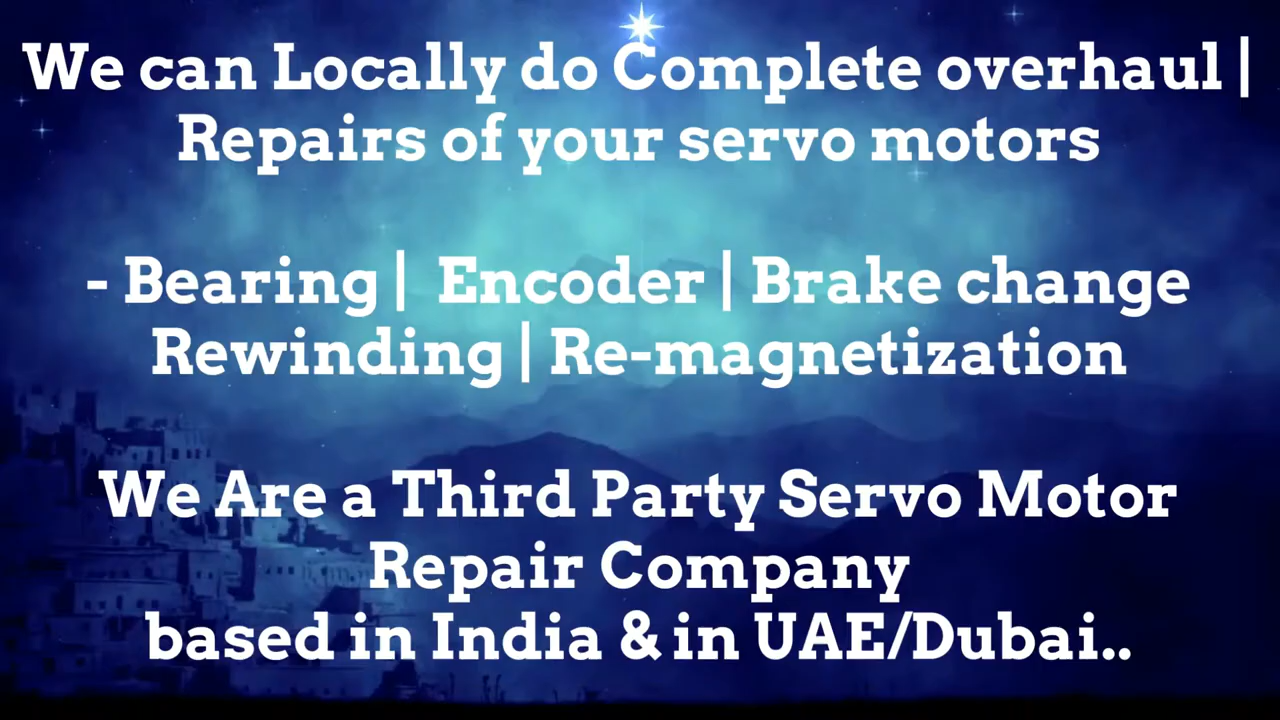 We can Locally do Complete overhaul |
Repairs of your servo motors
- Bearing | Encoder | Brake change
Rewinding | Re-magnetization
We Are a Third Party Servo Motor
Repair Company
based in India & in UAE/Dubai..